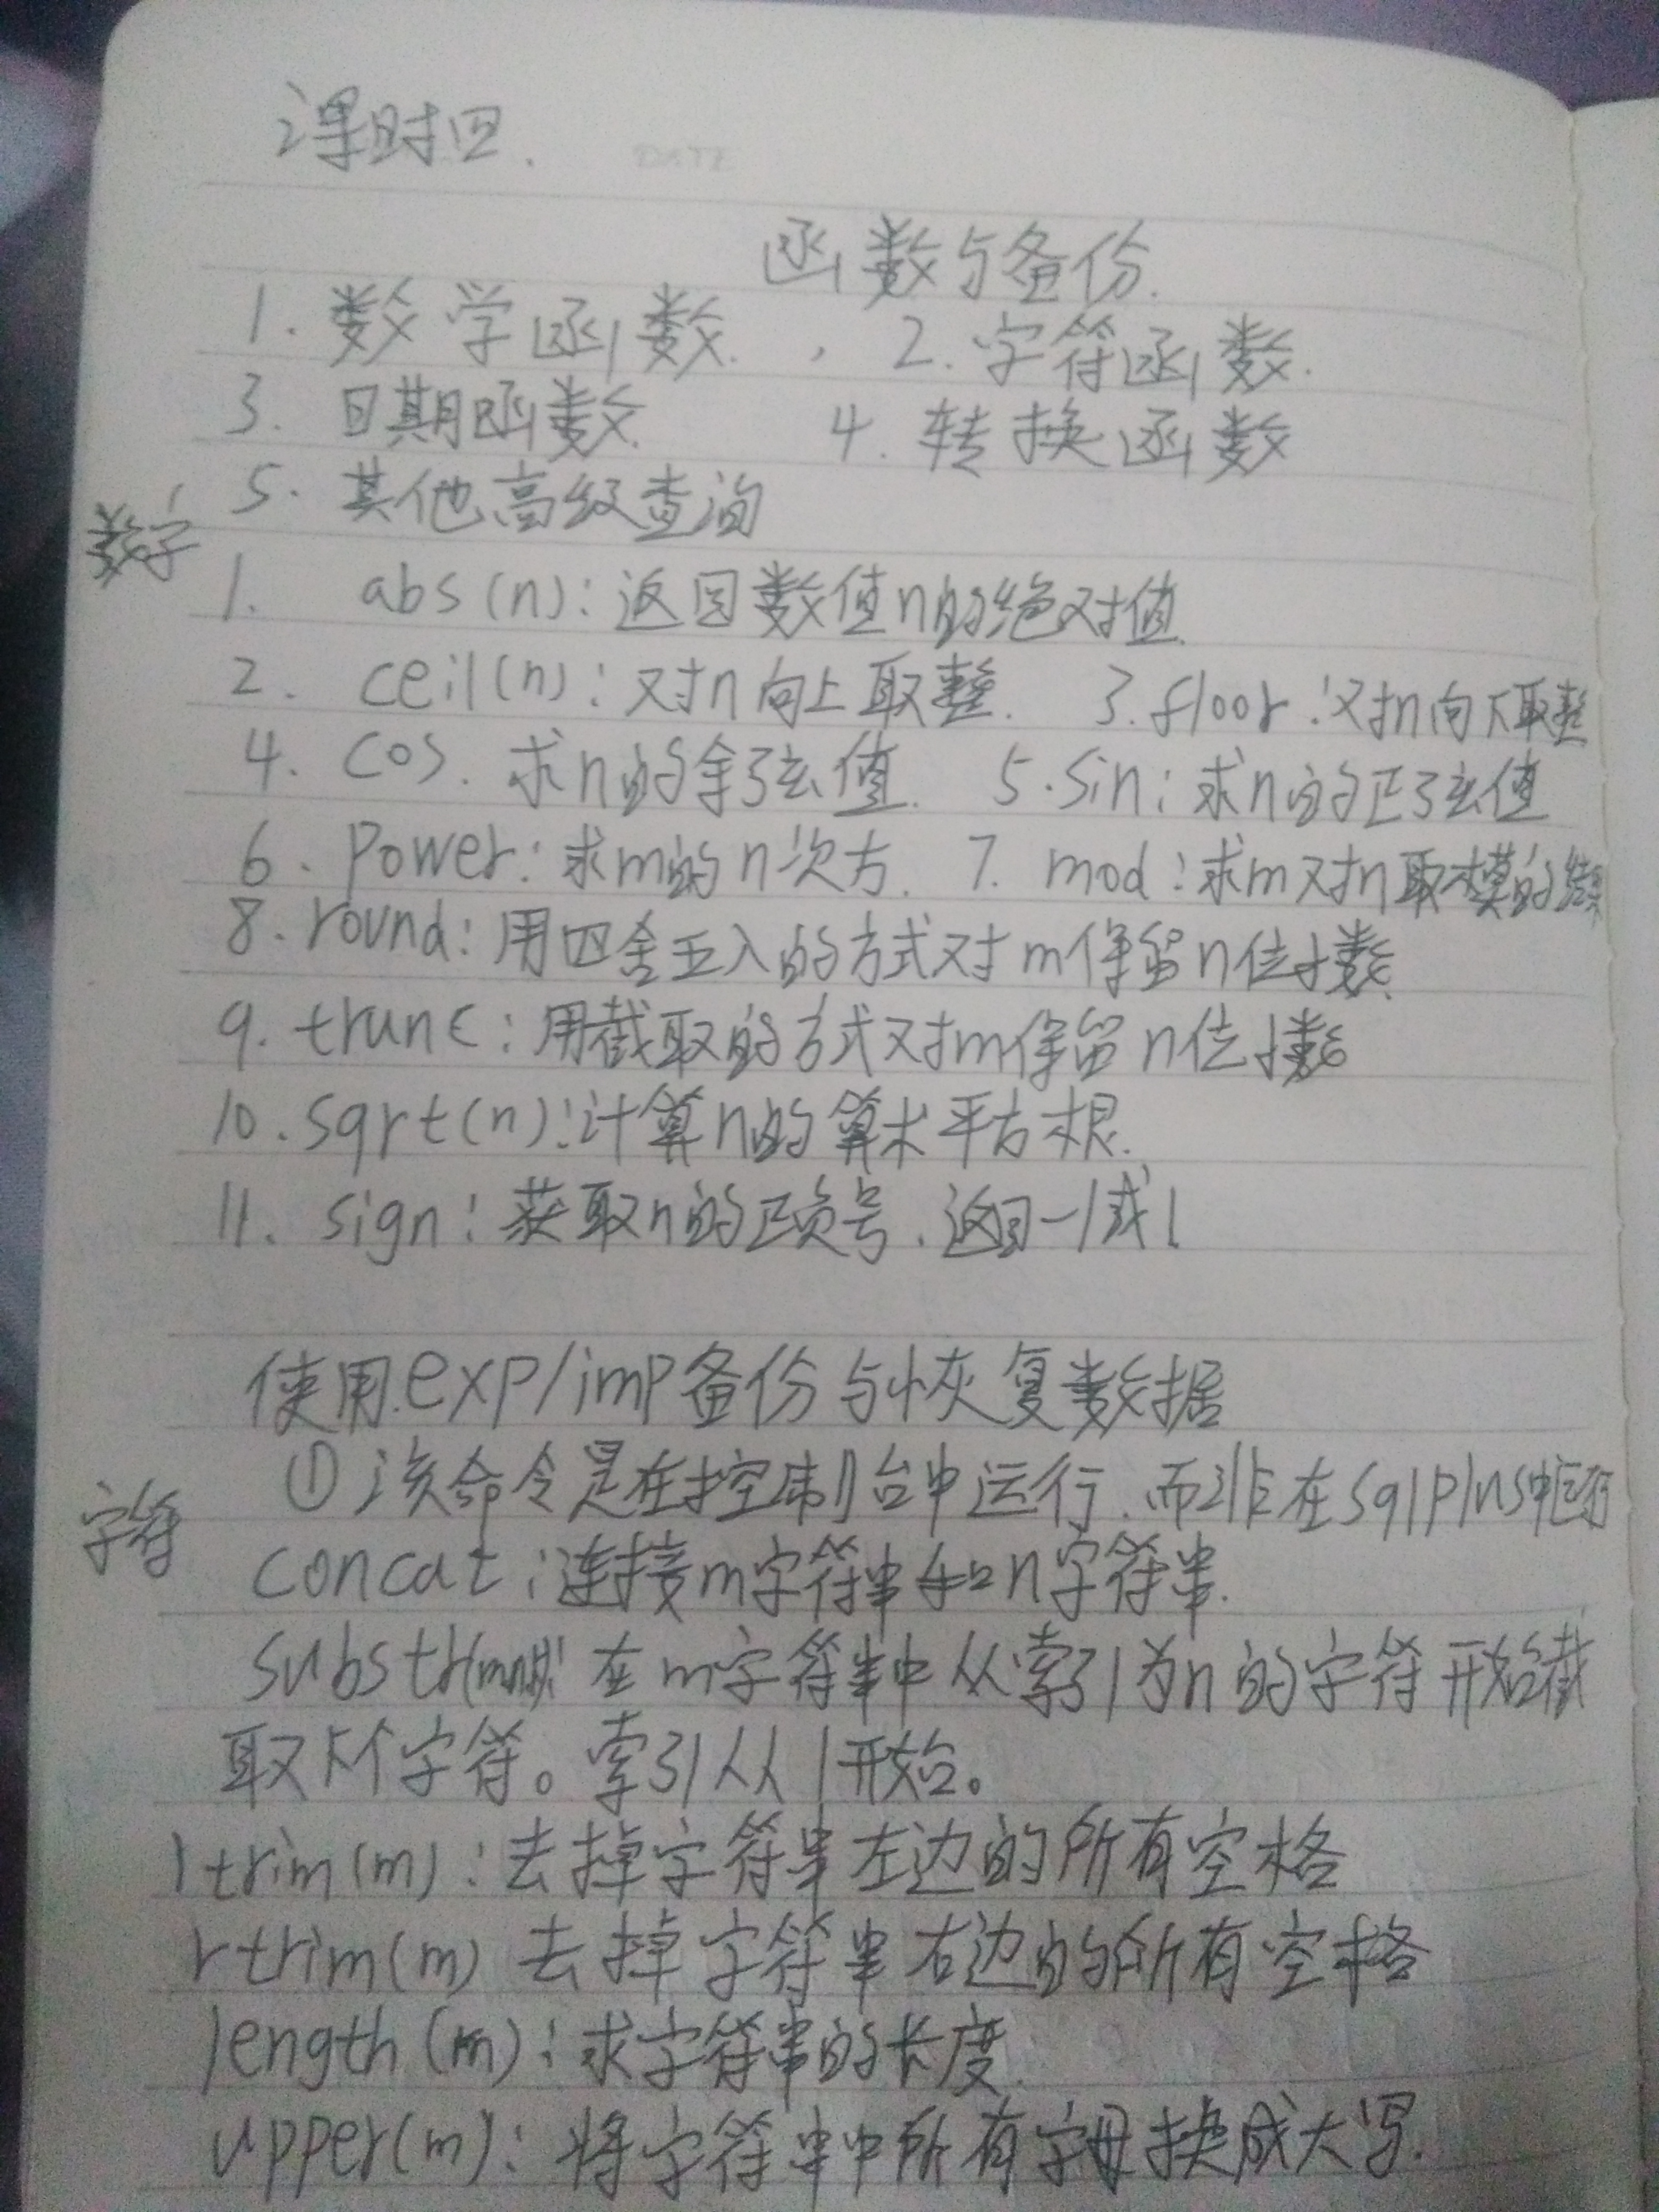 课时四.
DATE
函数与备份.
1. 数学函数. , 2. 字符函数.
3. 日期函数 4. 转换函数
5. 其他高级查询
数字
1. abs(n):返回数值n的绝对值.
2. ceil(n):对n向上取整. 3. floor:对n向下取整
4. cos. 求n的余弦值. 5. sin:求n的正弦值
6. Power:求m的n次方. 7. mod:求m对n取模的结果
8. round:用四舍五入的方式对m保留n位小数
9. trunc:用截取的方式对m保留n位小数
10. sqrt(n):计算n的算术平方根.
11. sign:获取n的正负号.返回-1或1
使用exp/imp备份与恢复数据
①该命令是在控制台中运行.而非在sqlplus中运行
字符
concat:连接m字符串和n字符串.
substr 在m字符串中从索引为n的字符开始截
取k个字符。索引从1开始。
ltrim(m):去掉字符串左边的所有空格
rtrim(m) 去掉字符串右边的所有空格
length(m):求字符串的长度.
upper(m):将字符串中所有字母换成大写.